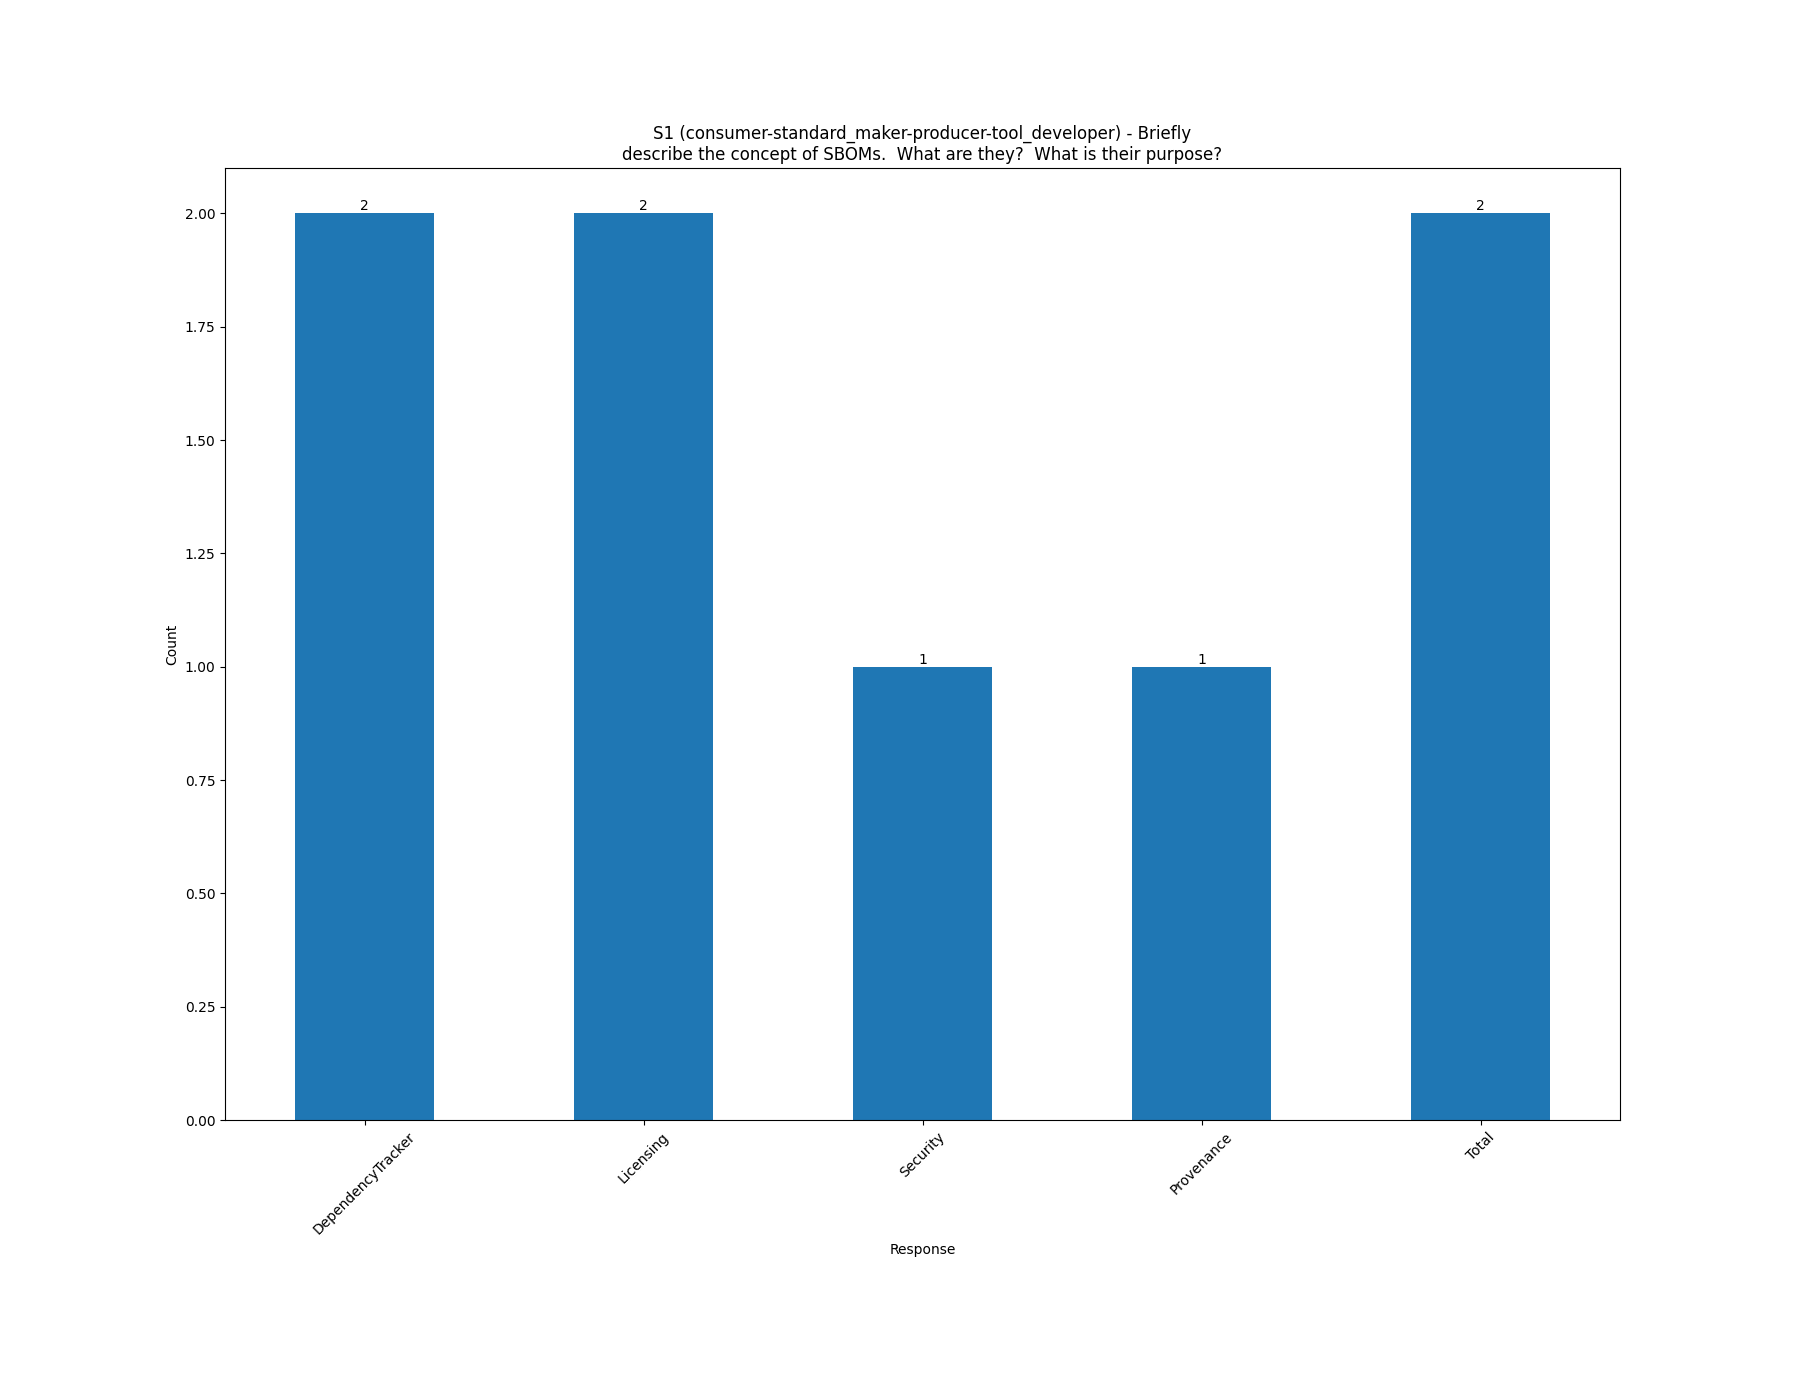 S1 (consumer-standard_maker-producer-tool_developer) - Briefly
describe the concept of SBOMs.  What are they?  What is their purpose?
2
2
1
1
2
2.00
1.75
1.50
1.25
1.00
0.75
0.50
0.25
0.00
Count
DependencyTracker
Licensing
Security
Provenance
Total
Response